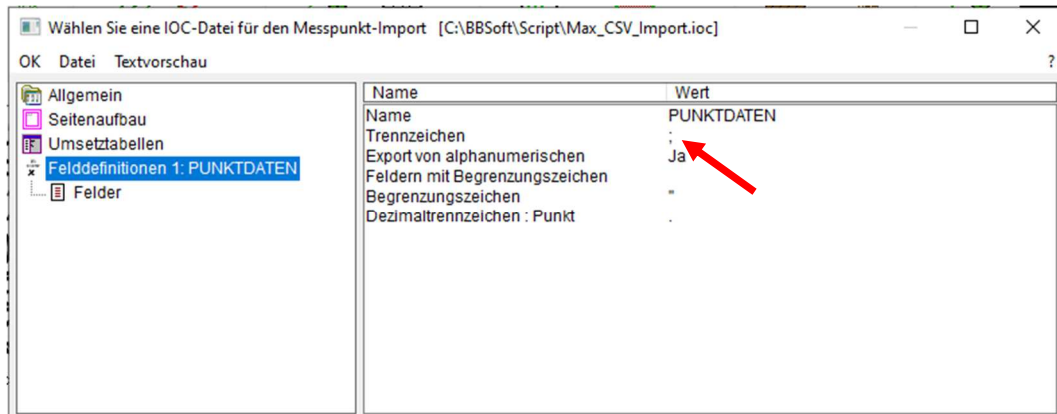 Wählen Sie eine IOC-Datei für den Messpunkt-Import [C:\BBSoft\Script\Max_CSV_Import.ioc]
OK Datei Textvorschau ?
Allgemein
Seitenaufbau
Umsetztabellen
Felddefinitionen 1: PUNKTDATEN
Felder
Name Wert
Name PUNKTDATEN
Trennzeichen ;
Export von alphanumerischen Ja
Feldern mit Begrenzungszeichen
Begrenzungszeichen "
Dezimaltrennzeichen : Punkt .